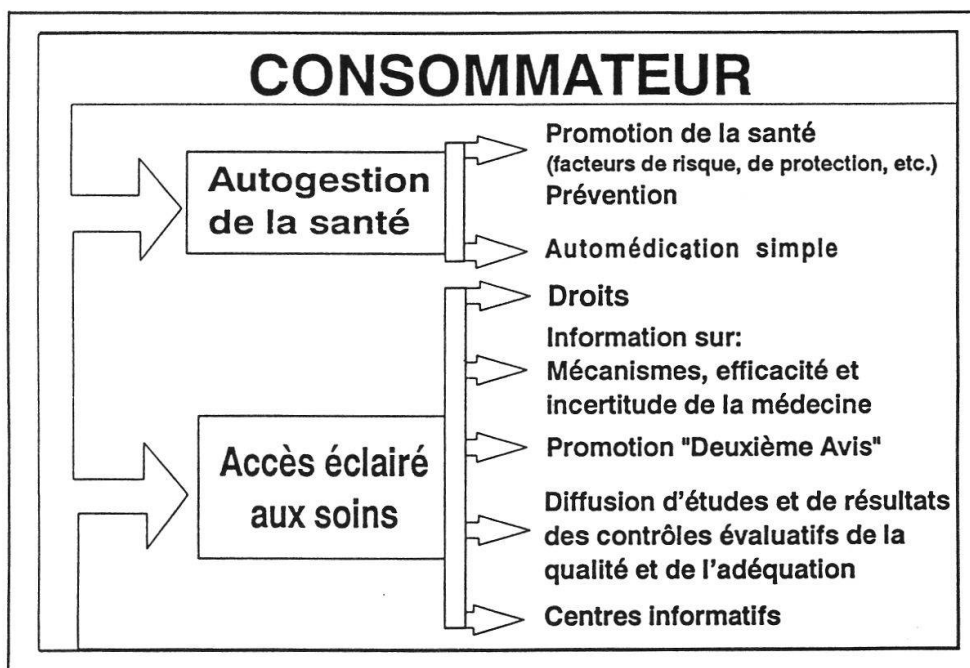 CONSOMMATEUR
Autogestion
de la santé
Promotion de la santé
(facteurs de risque, de protection, etc.)
Prévention
Automédication simple
Accès éclairé
aux soins
Droits
Information sur:
Mécanismes, efficacité et
incertitude de la médecine
Promotion "Deuxième Avis"
Diffusion d'études et de résultats
des contrôles évaluatifs de la
qualité et de l'adéquation
Centres informatifs